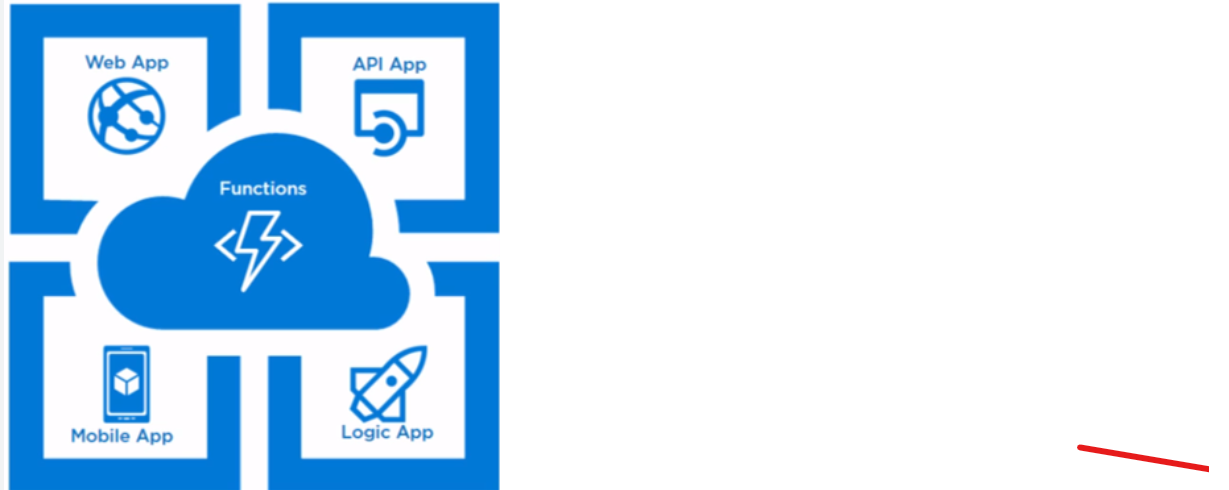 Web App
API App
Functions
Mobile App
Logic App